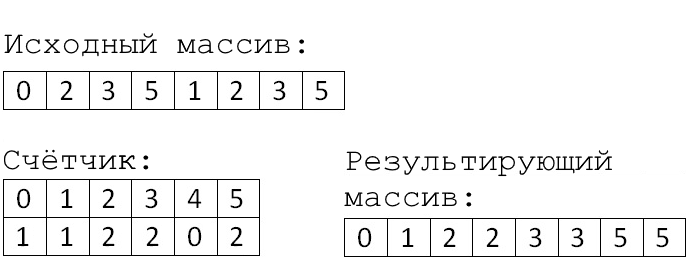 Исходный массив:
0 2 3 5 1 2 3 5
Счётчик:
0 1 2 3 4 5
1 1 2 2 0 2
Результирующий
массив:
0 1 2 2 3 3 5 5